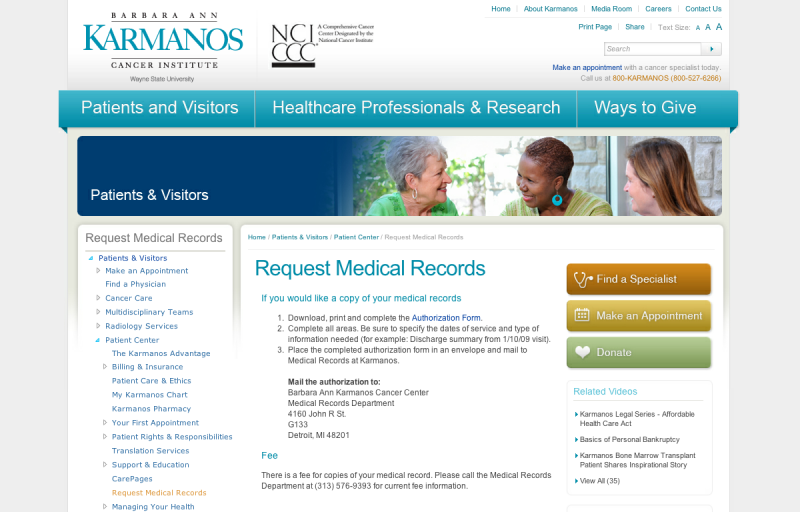 BARBARA ANN
KARMANOS
CANCER INSTITUTE
Wayne State University
NCI
CCC
A Comprehensive Cancer
Center Designated by the
National Cancer Institute
Home | About Karmanos | Media Room | Careers | Contact Us
Print Page | Share | Text Size: A A A
Search
Make an appointment with a cancer specialist today.
Call us at 800-KARMANOS (800-527-6266)
Patients and Visitors
Healthcare Professionals & Research
Ways to Give
Patients & Visitors
Request Medical Records
Patients & Visitors
Make an Appointment
Find a Physician
Cancer Care
Multidisciplinary Teams
Radiology Services
Patient Center
The Karmanos Advantage
Billing & Insurance
Patient Care & Ethics
My Karmanos Chart
Karmanos Pharmacy
Your First Appointment
Patient Rights & Responsibilities
Translation Services
Support & Education
CarePages
Request Medical Records
Managing Your Health
Home / Patients & Visitors / Patient Center / Request Medical Records
Request Medical Records
If you would like a copy of your medical records
1. Download, print and complete the Authorization Form.
2. Complete all areas. Be sure to specify the dates of service and type of
information needed (for example: Discharge summary from 1/10/09 visit).
3. Place the completed authorization form in an envelope and mail to
Medical Records at Karmanos.
Mail the authorization to:
Barbara Ann Karmanos Cancer Center
Medical Records Department
4160 John R St.
G133
Detroit, MI 48201
Fee
There is a fee for copies of your medical record. Please call the Medical Records
Department at (313) 576-9393 for current fee information.
Find a Specialist
Make an Appointment
Donate
Related Videos
Karmanos Legal Series - Affordable
Health Care Act
Basics of Personal Bankruptcy
Karmanos Bone Marrow Transplant
Patient Shares Inspirational Story
View All (35)